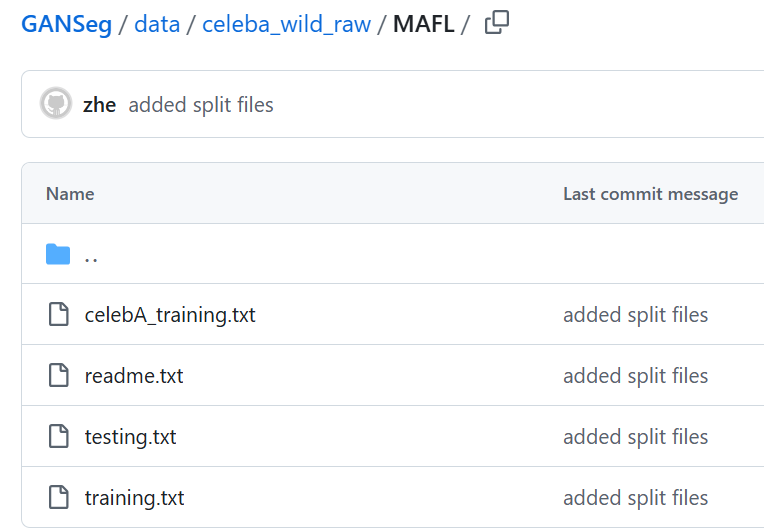 GANSeg / data / celeba_wild_raw / MAFL /
zhe added split files
Name Last commit message
..
celebA_training.txt added split files
readme.txt added split files
testing.txt added split files
training.txt added split files